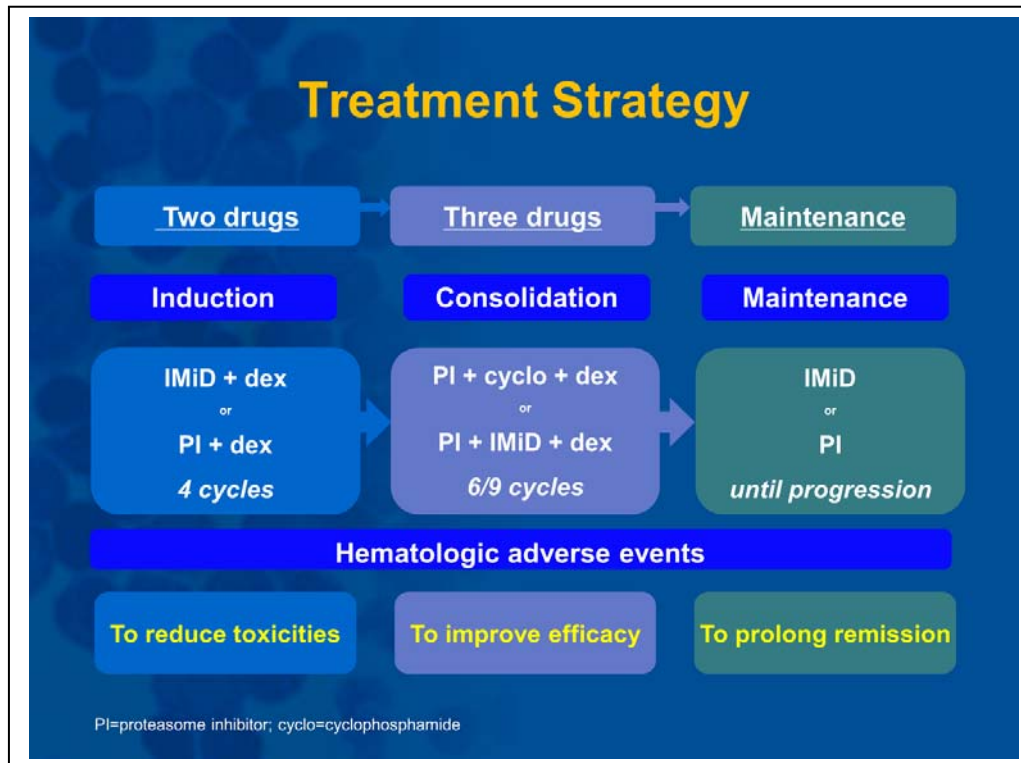 Treatment Strategy
Two drugs
Three drugs
Maintenance
Induction
Consolidation
Maintenance
IMiD + dex
or
PI + dex
4 cycles
PI + cyclo + dex
or
PI + IMiD + dex
6/9 cycles
IMiD
or
PI
until progression
Hematologic adverse events
To reduce toxicities
To improve efficacy
To prolong remission
PI=proteasome inhibitor; cyclo=cyclophosphamide